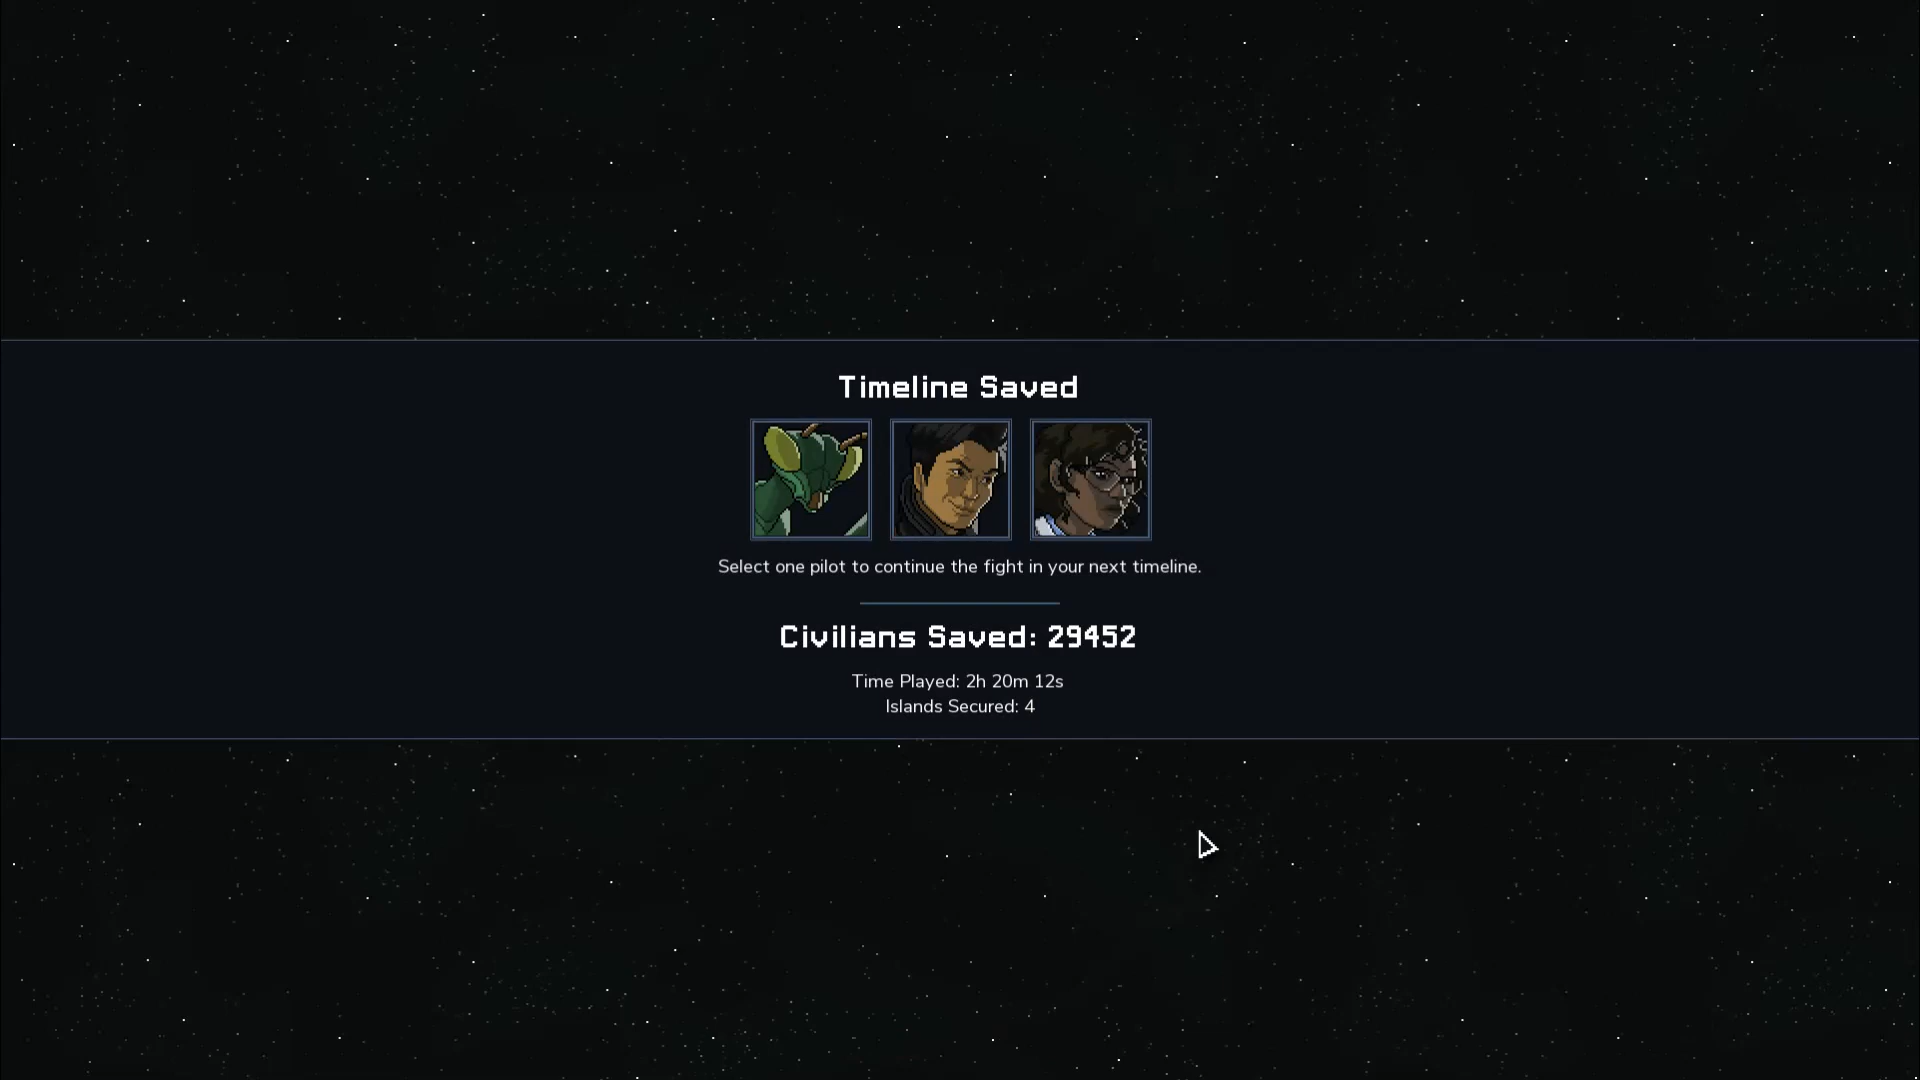 Timeline Saved
Select one pilot to continue the fight in your next timeline.
Civilians Saved: 29452
Time Played: 2h 20m 12s
Islands Secured: 4